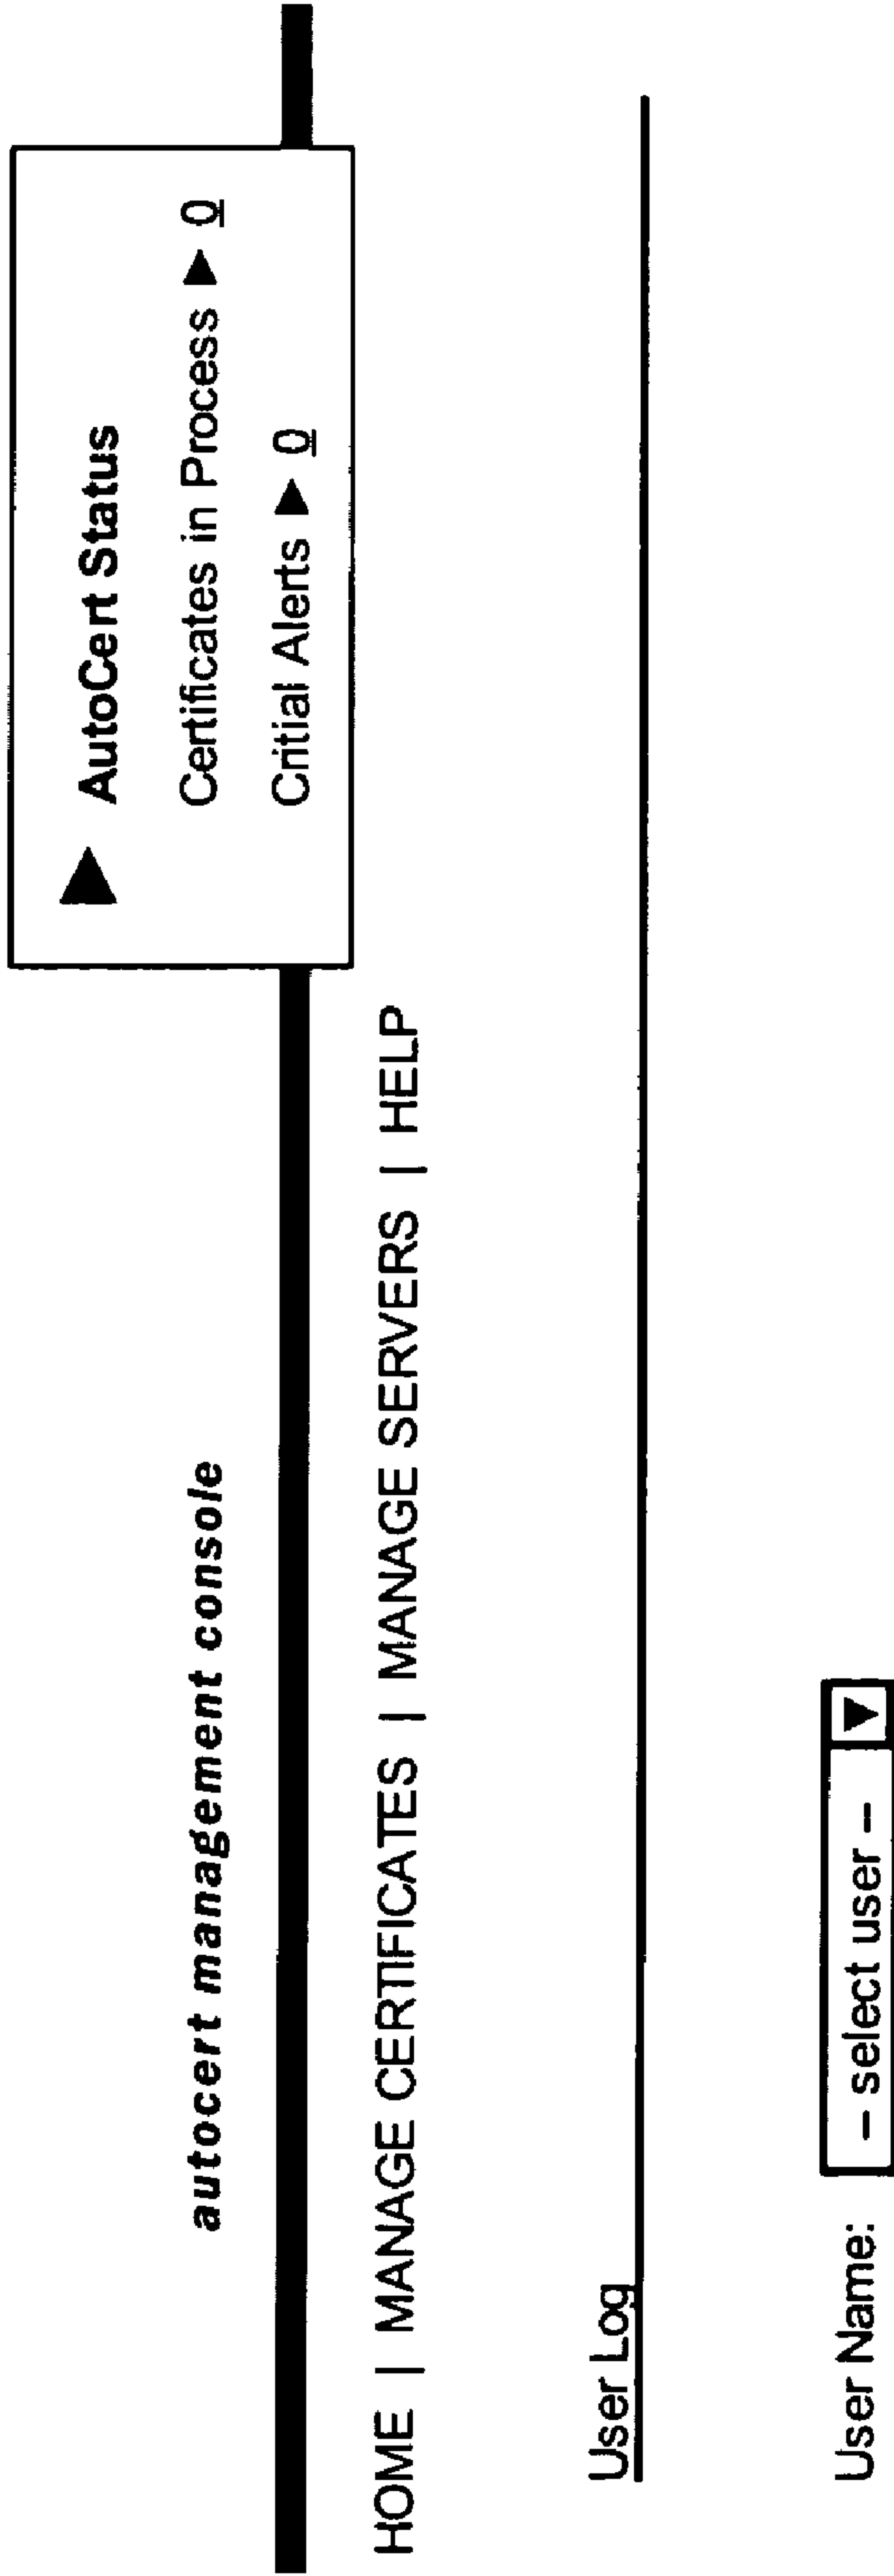 autocert management console
AutoCert Status
Certificates in Process ▶ 0
Critial Alerts ▶ 0
HOME | MANAGE CERTIFICATES | MANAGE SERVERS | HELP
User Log
User Name: – select user –